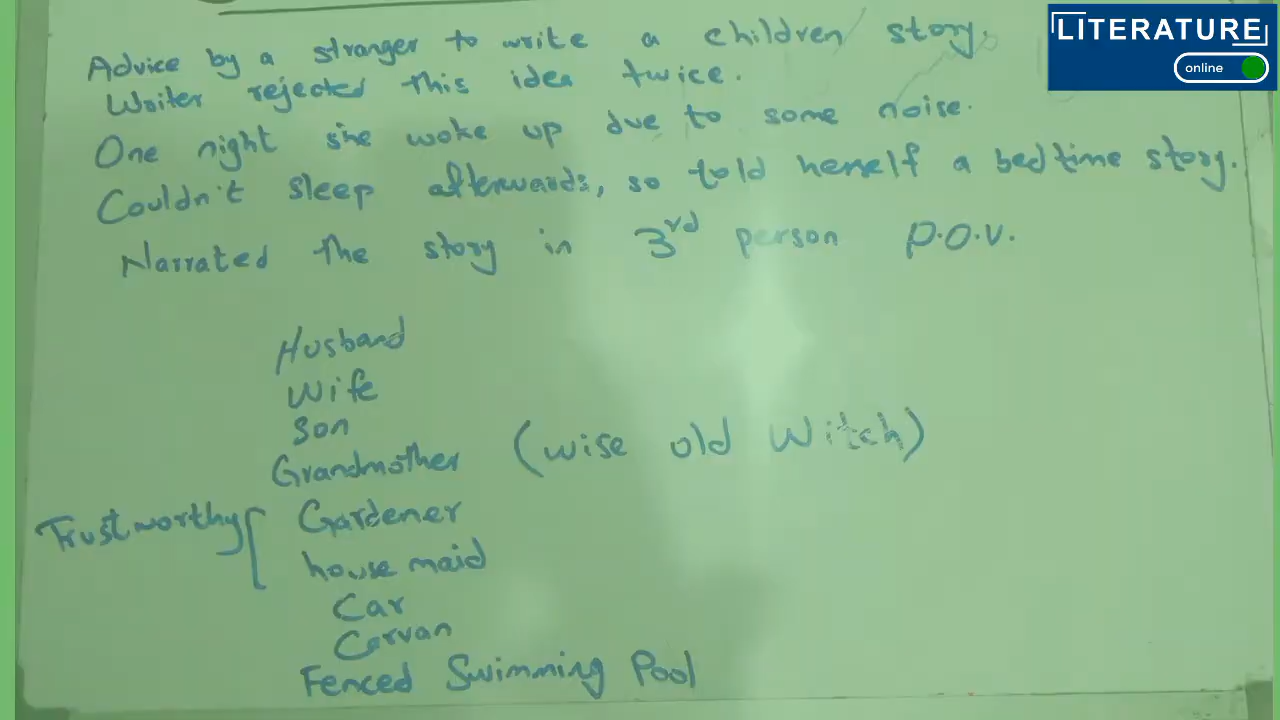 Advice by a stranger to write a children story.
Writer rejected this idea twice.
One night she woke up due to some noise.
Couldn't sleep afterwards, so told herself a bedtime story.
Narrated the story in 3rd person P.O.V.
Husband
Wife
Son
Grandmother (wise old Witch)
Trustworthy Gardener
house maid
Car
Carvan
Fenced Swimming Pool
LITERATURE
online